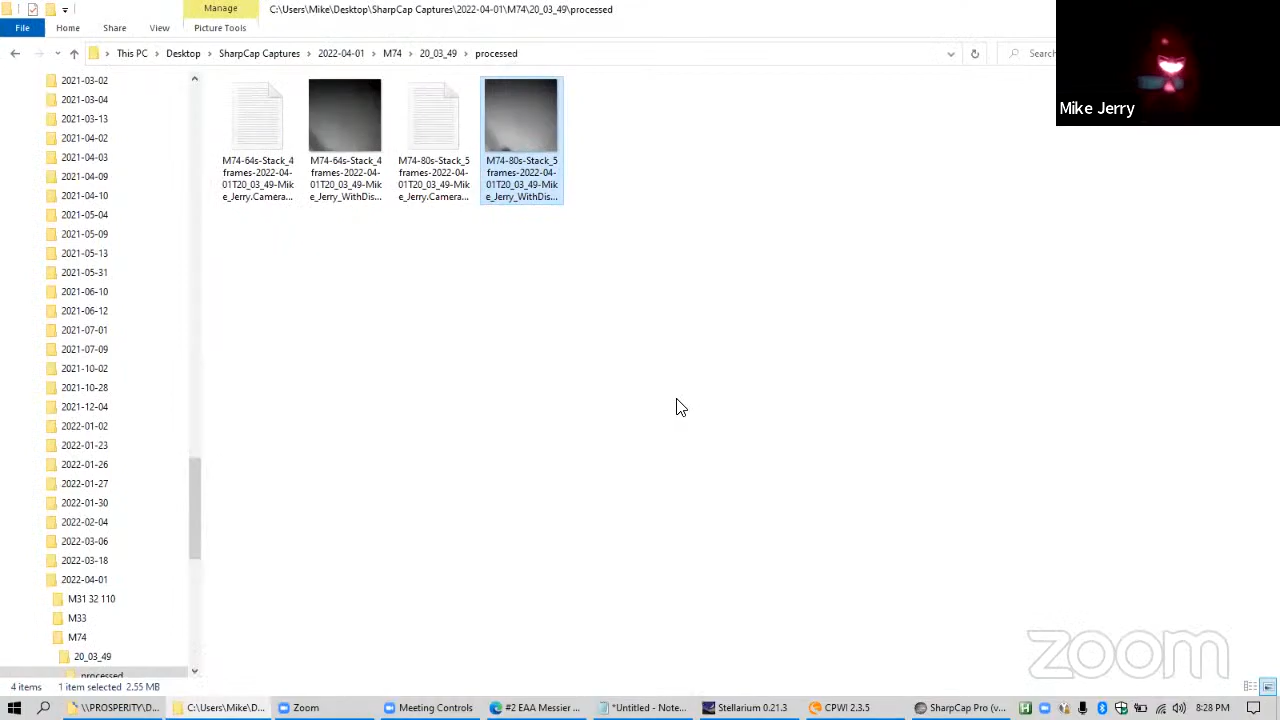 Manage
C:\Users\Mike\Desktop\SharpCap Captures\2022-04-01\M74\20_03_49\processed
File
Home
Share
View
Picture Tools
This PC
Desktop
SharpCap Captures
2022-04-01
M74
20_03_49
processed
Search
Mike Jerry
2021-03-02
2021-03-04
2021-03-13
2021-04-02
2021-04-03
2021-04-09
2021-04-10
2021-05-04
2021-05-09
2021-05-13
2021-05-31
2021-06-10
2021-06-12
2021-07-01
2021-07-09
2021-10-02
2021-10-28
2021-12-04
2022-01-02
2022-01-23
2022-01-26
2022-01-27
2022-01-30
2022-02-04
2022-03-06
2022-03-18
2022-04-01
M31 32 110
M33
M74
20_03_49
processed
M74-64s-Stack_4
frames-2022-04-
01T20_03_49-Mik
e_Jerry.Camera...
M74-64s-Stack_4
frames-2022-04-
01T20_03_49-Mik
e_Jerry_WithDis...
M74-80s-Stack_5
frames-2022-04-
01T20_03_49-Mik
e_Jerry.Camera...
M74-80s-Stack_5
frames-2022-04-
01T20_03_49-Mik
e_Jerry_WithDis...
zoom
4 items
1 item selected 2.55 MB
\\PROSPERITY\D...
C:\Users\Mike\D...
Zoom
Meeting Controls
#2 EAA Messier ...
*Untitled - Note...
Stellarium 0.21.3
CPWI 2.3.5
SharpCap Pro (v...
8:28 PM